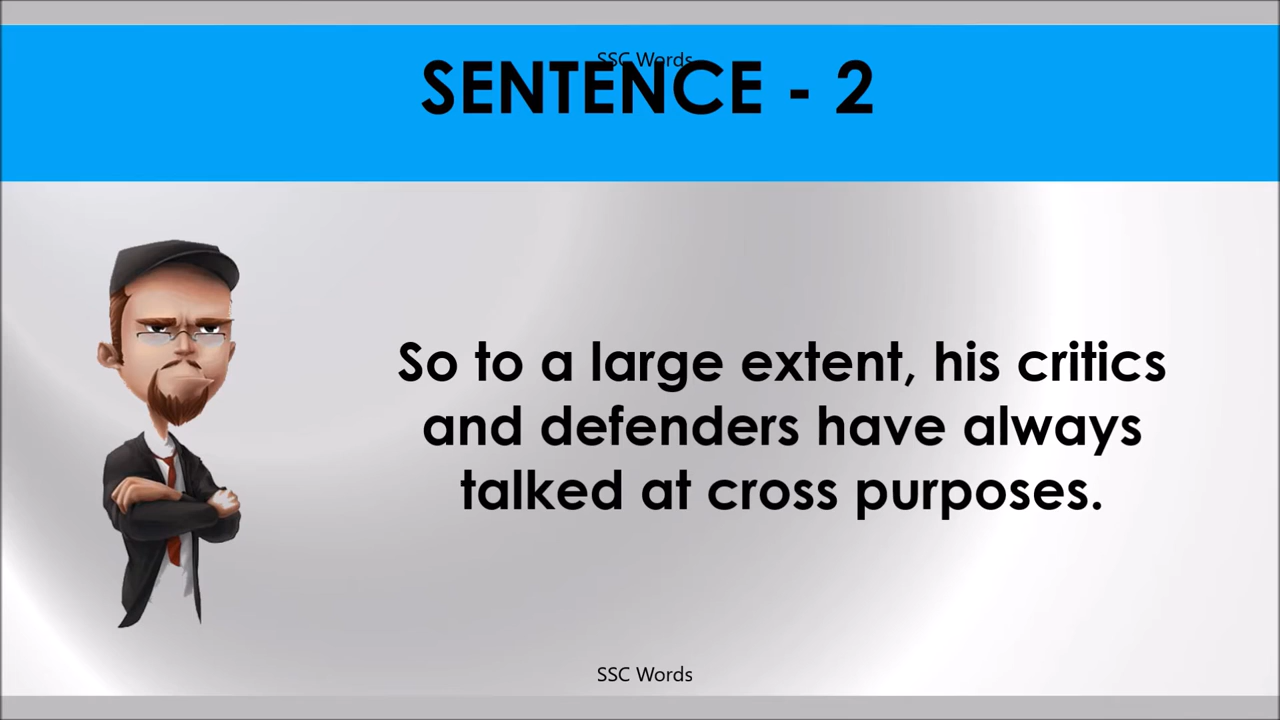 SSC Words
SENTENCE - 2
So to a large extent, his critics
and defenders have always
talked at cross purposes.
SSC Words